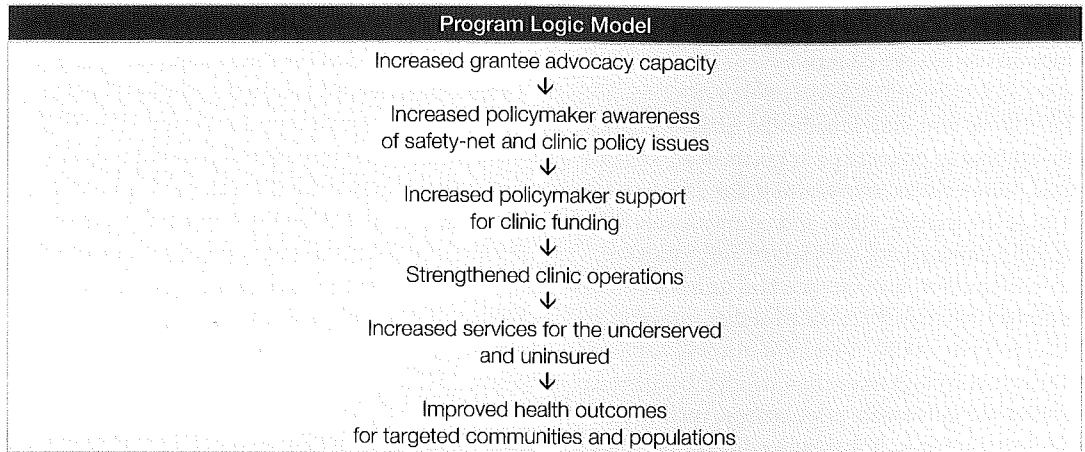 Program Logic Model
Increased grantee advocacy capacity
↓
Increased policymaker awareness
of safety-net and clinic policy issues
↓
Increased policymaker support
for clinic funding
↓
Strengthened clinic operations
↓
Increased services for the underserved
and uninsured
↓
Improved health outcomes
for targeted communities and populations